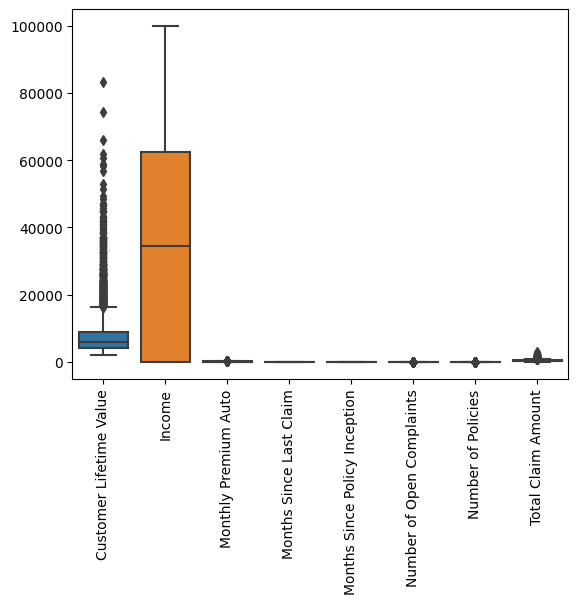 100000
80000
60000
40000
20000
0
Customer Lifetime Value
Income
Monthly Premium Auto
Months Since Last Claim
Months Since Policy Inception
Number of Open Complaints
Number of Policies
Total Claim Amount